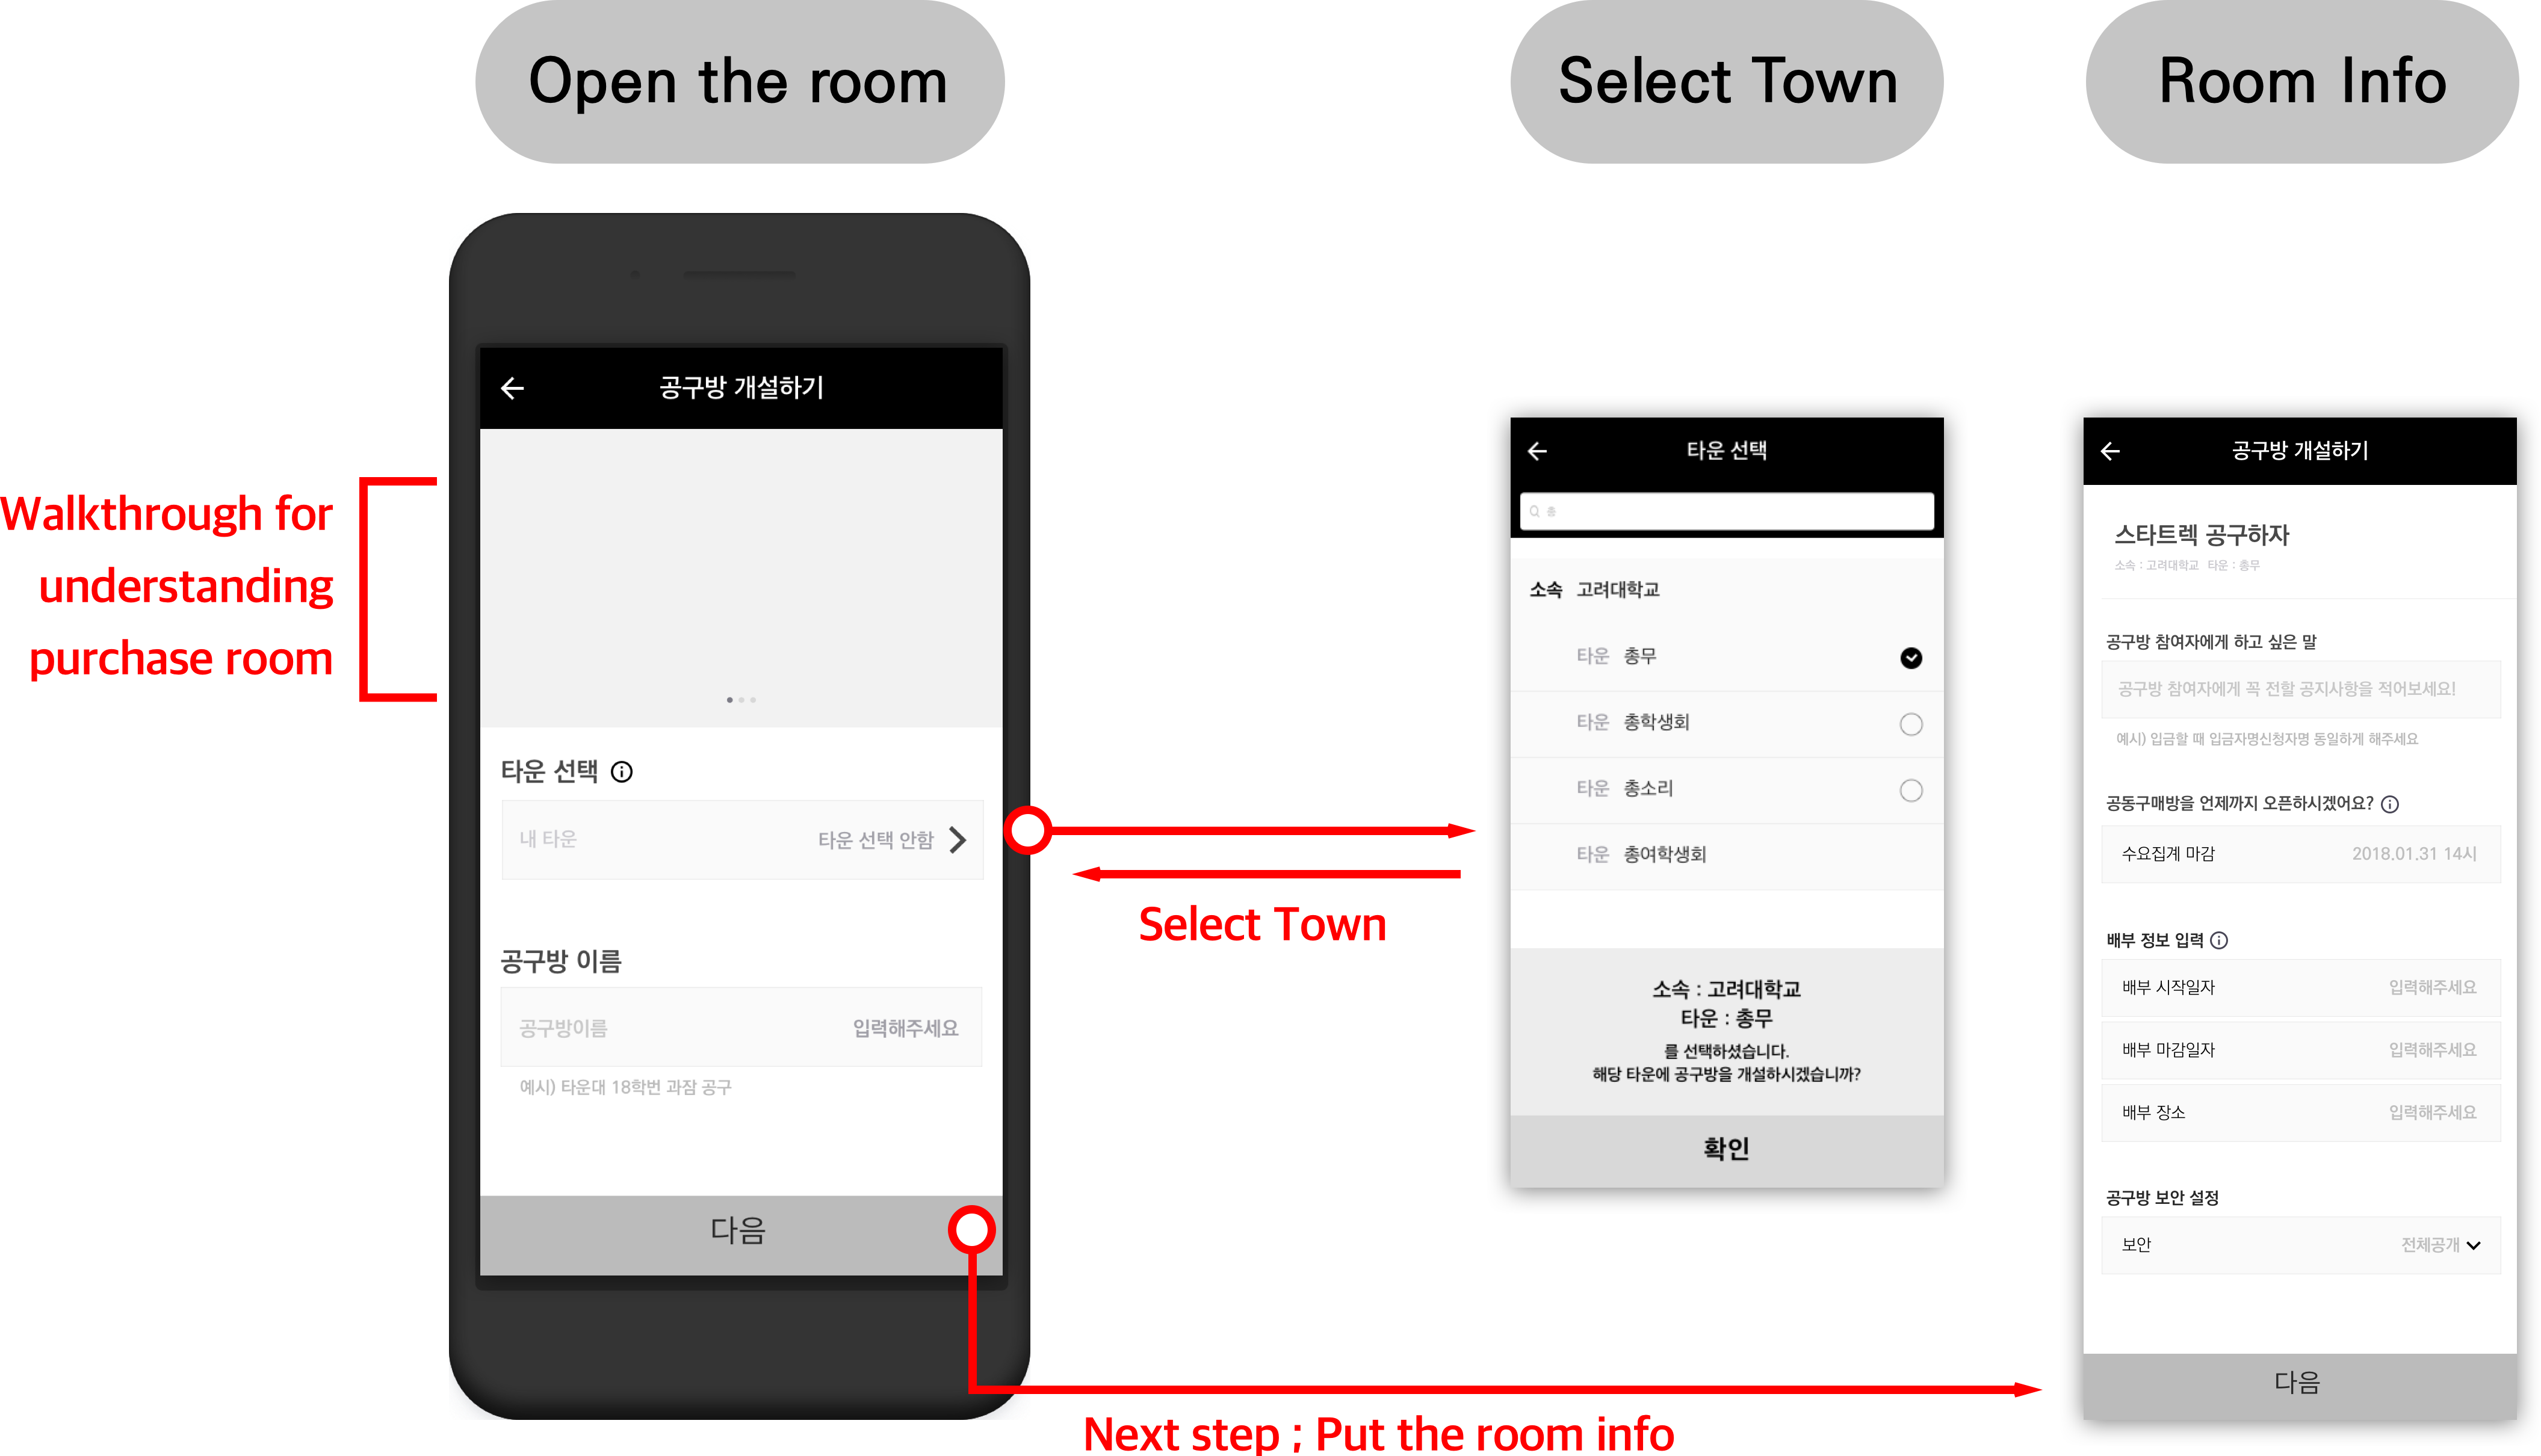 Open the room
Select Town
Room Info
Walkthrough for
understanding
purchase room
공구방 개설하기
타운 선택
내 타운 타운 선택 안함
공구방 이름
공구방이름 입력해주세요
예시) 타운대 18학번 과잠 공구
다음
Select Town
Next step ; Put the room info
타운 선택
총
소속 고려대학교
타운 총무
타운 총학생회
타운 총소리
타운 총여학생회
소속 : 고려대학교
타운 : 총무
를 선택하셨습니다.
해당 타운에 공구방을 개설하시겠습니까?
확인
공구방 개설하기
스타트렉 공구하자
소속 : 고려대학교 타운 : 총무
공구방 참여자에게 하고 싶은 말
공구방 참여자에게 꼭 전할 공지사항을 적어보세요!
예시) 입금할 때 입금자명신청자명 동일하게 해주세요
공동구매방을 언제까지 오픈하시겠어요?
수요집계 마감 2018.01.31 14시
배부 정보 입력
배부 시작일자 입력해주세요
배부 마감일자 입력해주세요
배부 장소 입력해주세요
공구방 보안 설정
보안 전체공개
다음